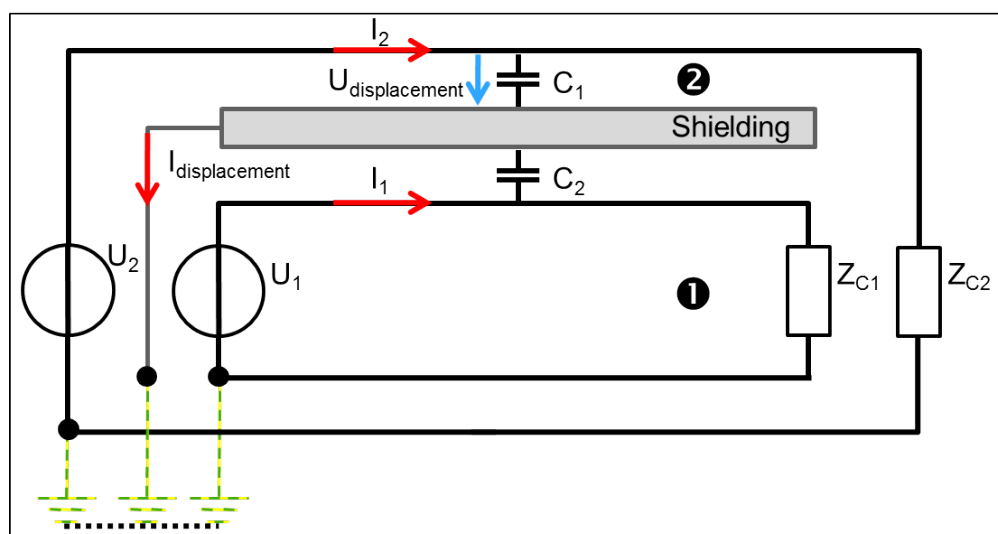 I2
Udisplacement
C1
❷
Shielding
Idisplacement
I1
C2
U2
U1
❶
ZC1
ZC2